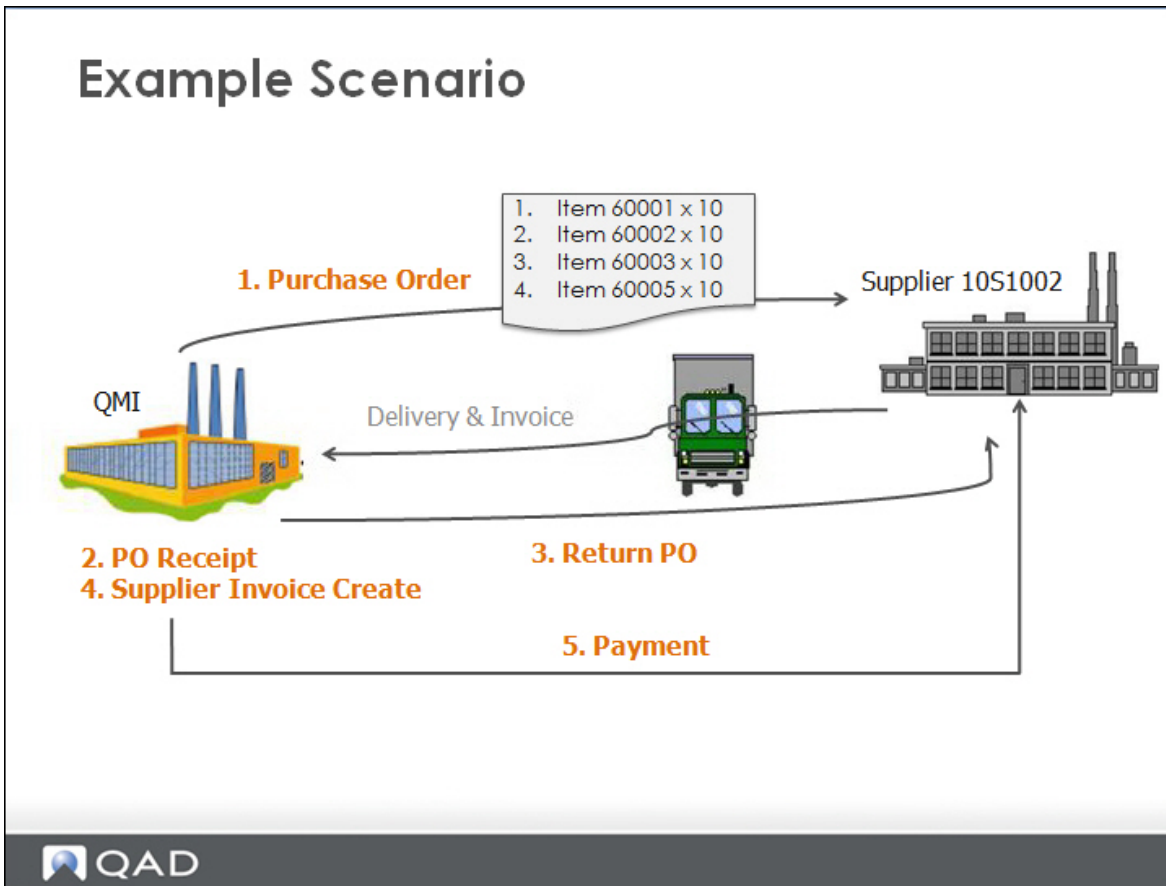 Example Scenario
1. Item 60001 x 10
2. Item 60002 x 10
3. Item 60003 x 10
4. Item 60005 x 10
1. Purchase Order
Supplier 10S1002
QMI
Delivery & Invoice
2. PO Receipt
3. Return PO
4. Supplier Invoice Create
5. Payment
QAD